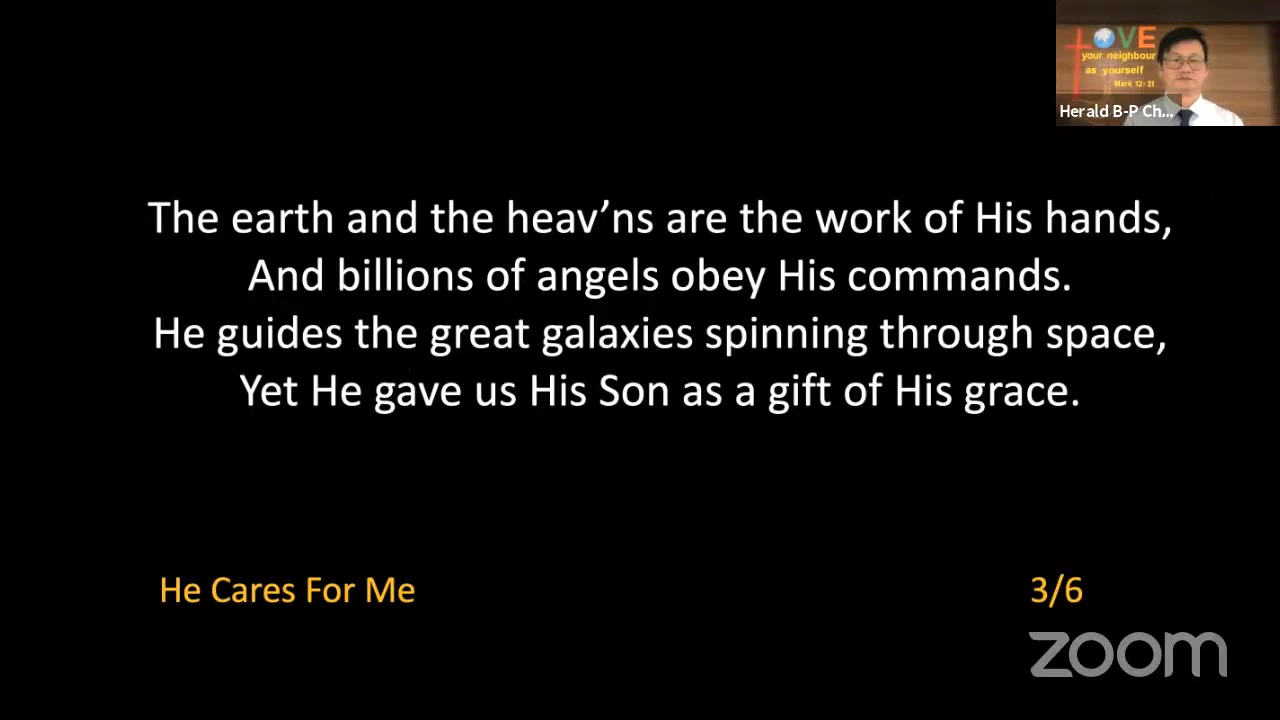 LOVE
your neighbour
as yourself
Mark 12:31
Herald B-P Ch...
The earth and the heav’ns are the work of His hands,
And billions of angels obey His commands.
He guides the great galaxies spinning through space,
Yet He gave us His Son as a gift of His grace.
He Cares For Me
3/6
zoom